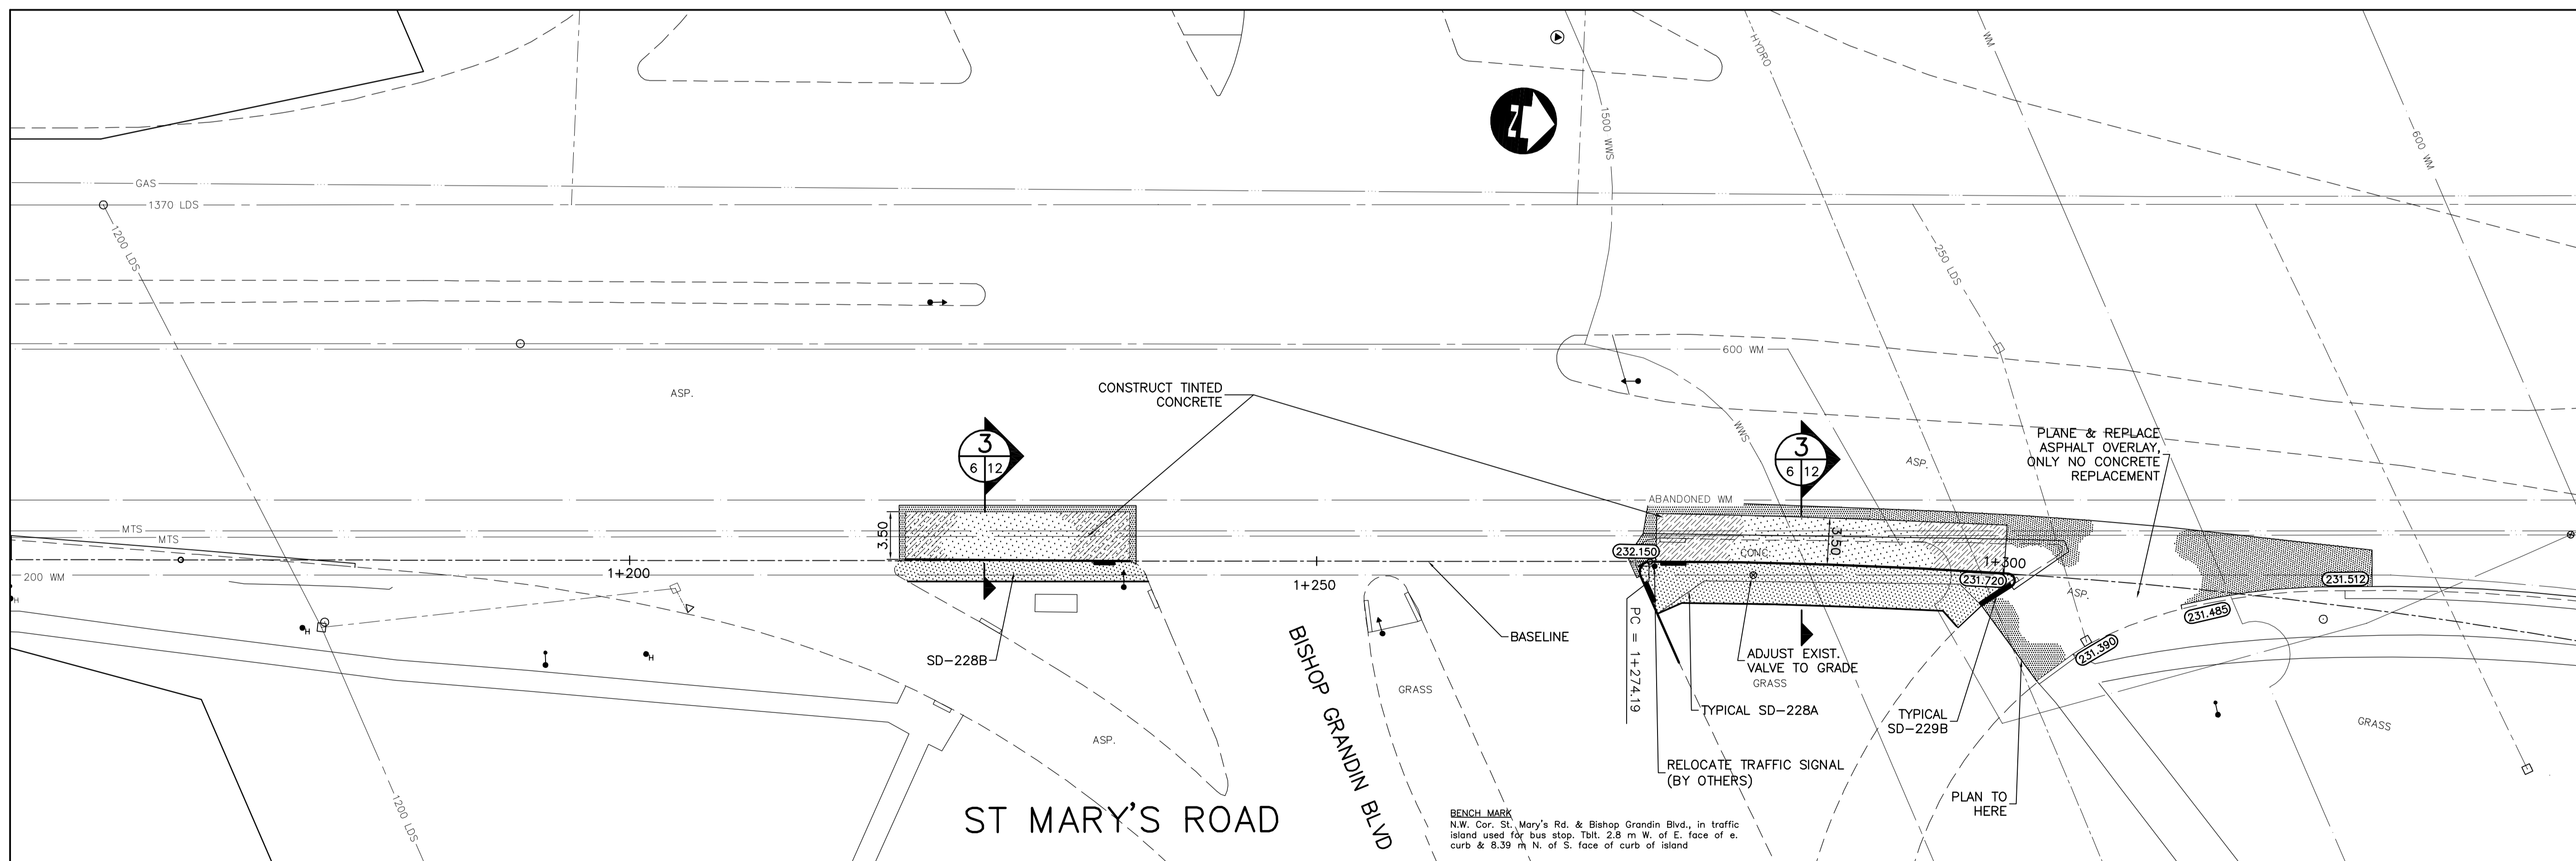 HYDRO
WM
600 WM
1500 WWS
N
GAS
1370 LDS
1200 LDS
250 LDS
600 WM
ASP.
CONSTRUCT TINTED
CONCRETE
WWS
PLANE & REPLACE
ASPHALT OVERLAY,
ONLY NO CONCRETE
REPLACEMENT
3
6 12
3
6 12
ASP.
ABANDONED WM
MTS
MTS
3.50
3.50
232.150
CONC.
1+200
1+250
1+300
200 WM
231.720
231.512
ASP.
H
H
H
231.485
231.390
BASELINE
SD-228B
PC = 1+274.19
ADJUST EXIST.
VALVE TO GRADE
GRASS
GRASS
TYPICAL SD-228A
TYPICAL
SD-229B
GRASS
ASP.
BISHOP GRANDIN BLVD
RELOCATE TRAFFIC SIGNAL
(BY OTHERS)
PLAN TO
HERE
1200 LDS
ST MARY'S ROAD
BENCH MARK
N.W. Cor. St. Mary's Rd. & Bishop Grandin Blvd., in traffic
island used for bus stop. Tblt. 2.8 m W. of E. face of e.
curb & 8.39 m N. of S. face of curb of island